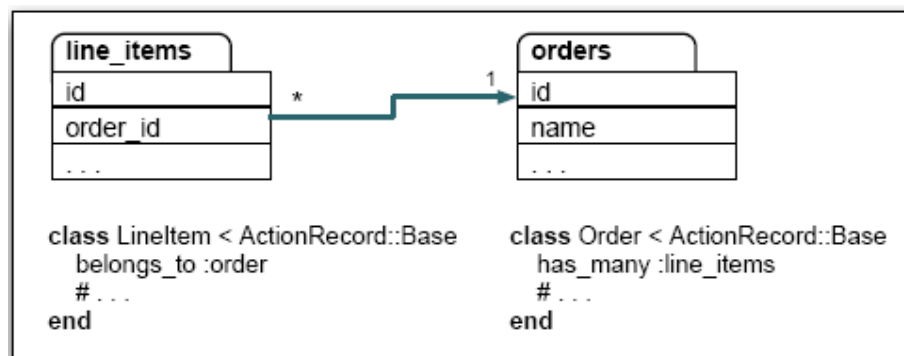 line_items
id
order_id
. . .
*
1
orders
id
name
. . .
class LineItem < ActionRecord::Base
belongs_to :order
# . . .
end
class Order < ActionRecord::Base
has_many :line_items
# . . .
end